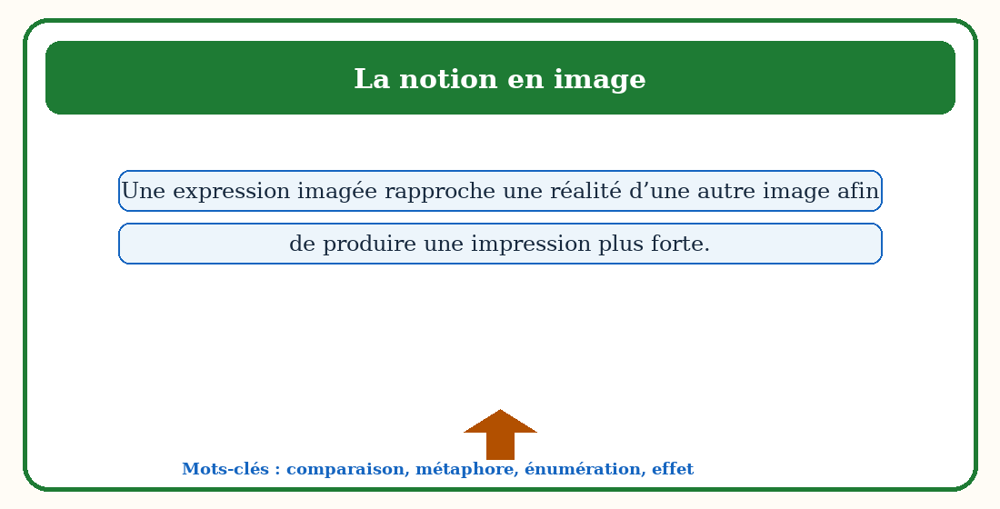 La notion en image
Une expression imagée rapproche une réalité d’une autre image afin
de produire une impression plus forte.
Mots-clés : comparaison, métaphore, énumération, effet